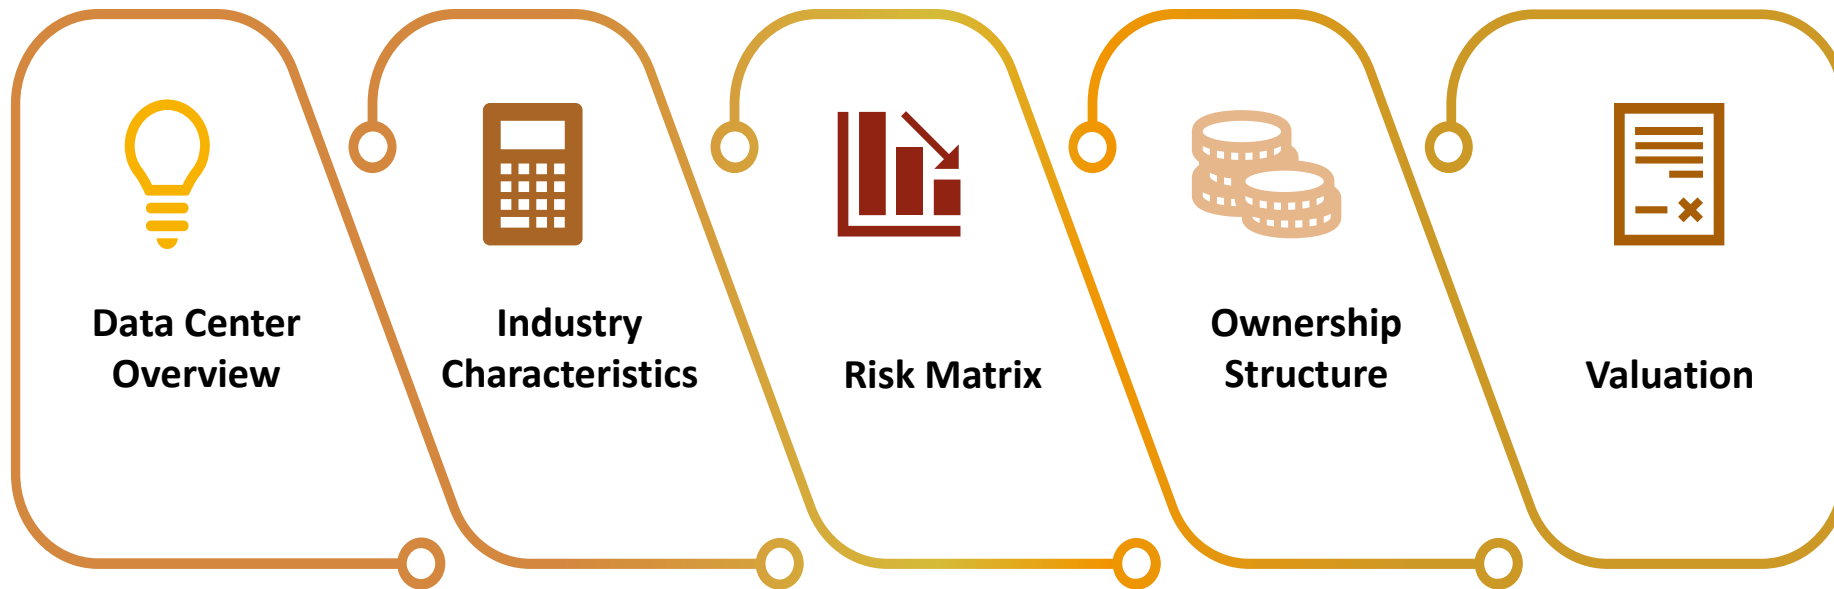 Data Center
Overview
Industry
Characteristics
Risk Matrix
Ownership
Structure
Valuation